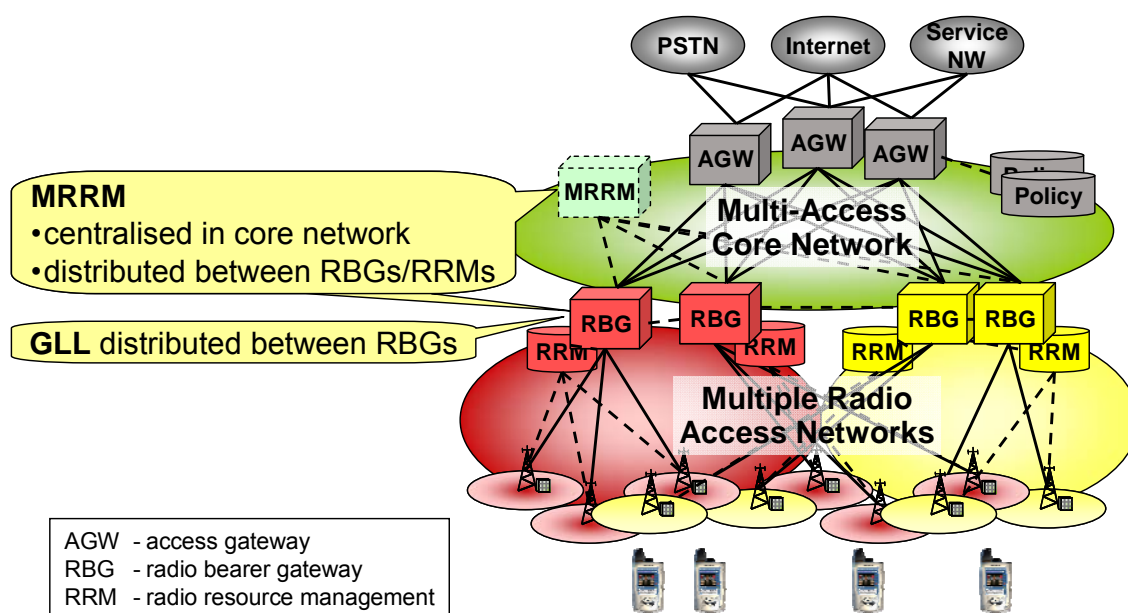 PSTN
Internet
Service
NW
AGW
AGW
AGW
MRRM
Policy
Policy
Multi-Access
Core Network
MRRM
•centralised in core network
•distributed between RBGs/RRMs
GLL distributed between RBGs
RBG
RBG
RBG
RBG
RRM
RRM
RRM
RRM
Multiple Radio
Access Networks
AGW - access gateway
RBG - radio bearer gateway
RRM - radio resource management